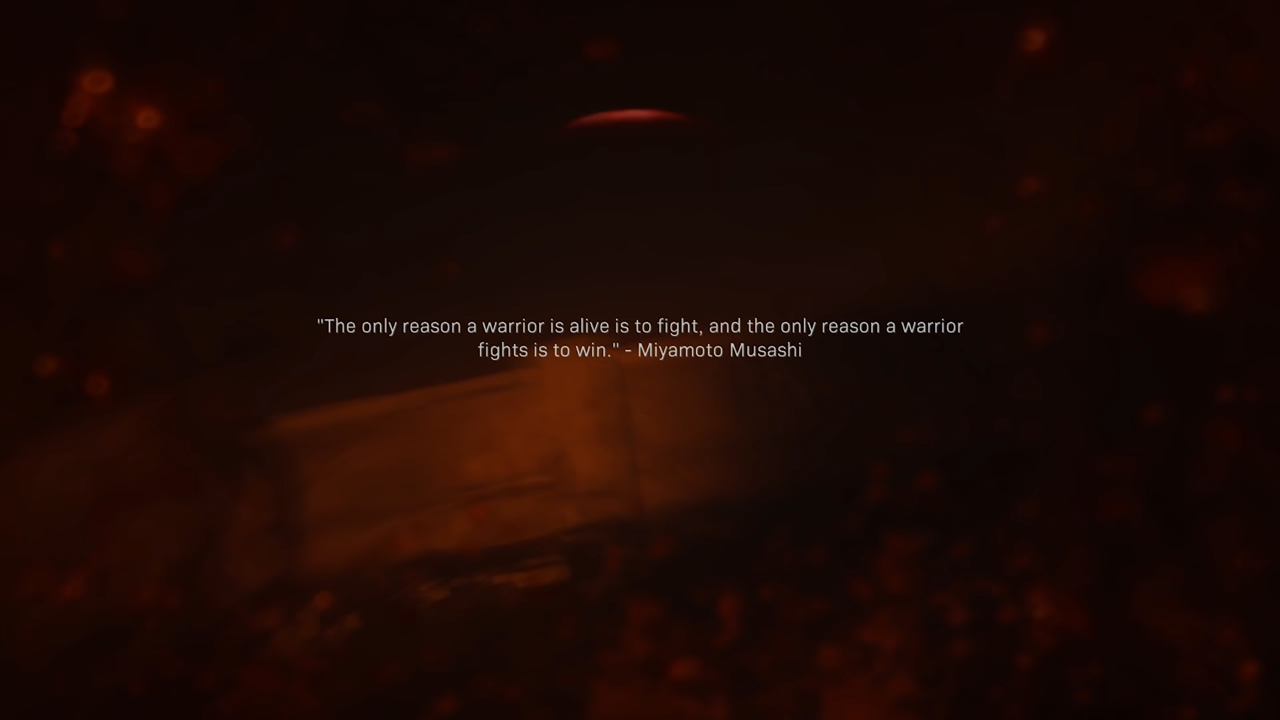 "The only reason a warrior is alive is to fight, and the only reason a warrior
fights is to win." - Miyamoto Musashi